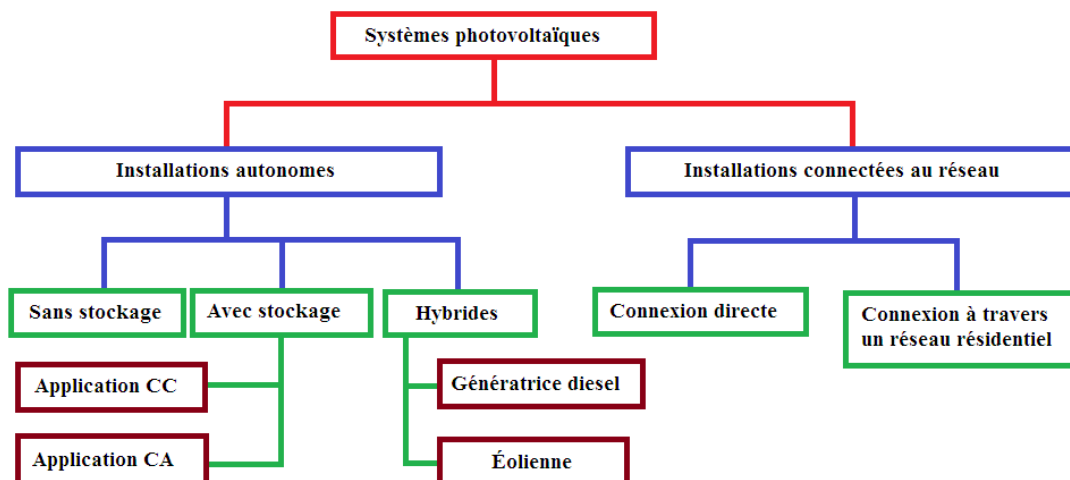 Systèmes photovoltaïques
Installations autonomes
Installations connectées au réseau
Sans stockage
Avec stockage
Hybrides
Connexion directe
Connexion à travers
un réseau résidentiel
Application CC
Génératrice diesel
Application CA
Éolienne